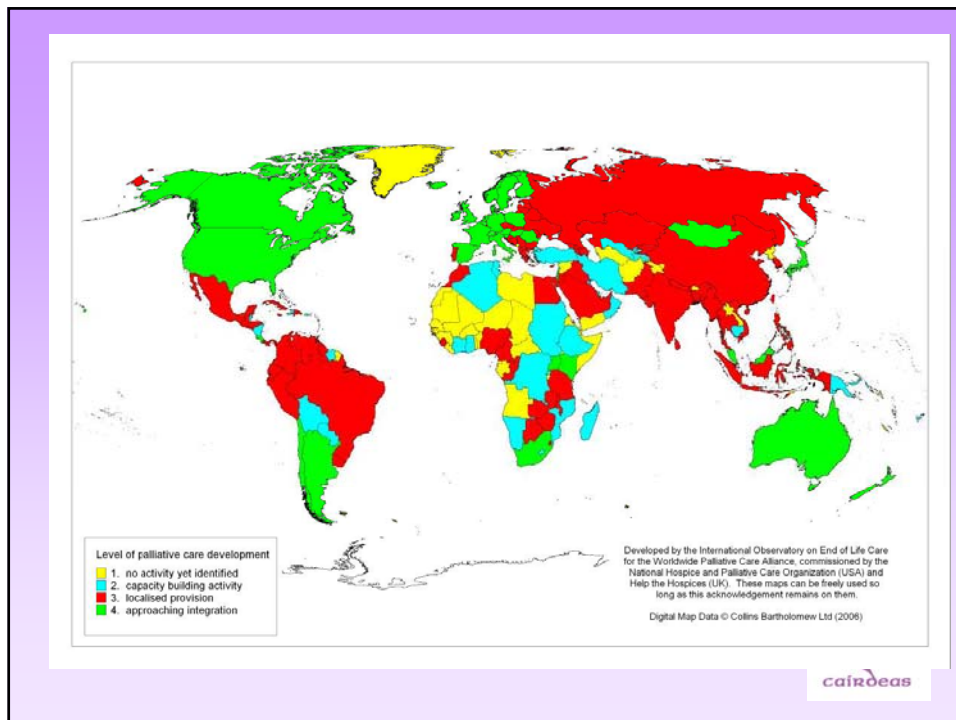 Level of palliative care development
1. no activity yet identified
2. capacity building activity
3. localised provision
4. approaching integration
Developed by the International Observatory on End of Life Care
for the Worldwide Palliative Care Alliance, commissioned by the
National Hospice and Palliative Care Organization (USA) and
Help the Hospices (UK). These maps can be freely used so
long as this acknowledgement remains on them.
Digital Map Data © Collins Bartholomew Ltd (2006)
cairdeas